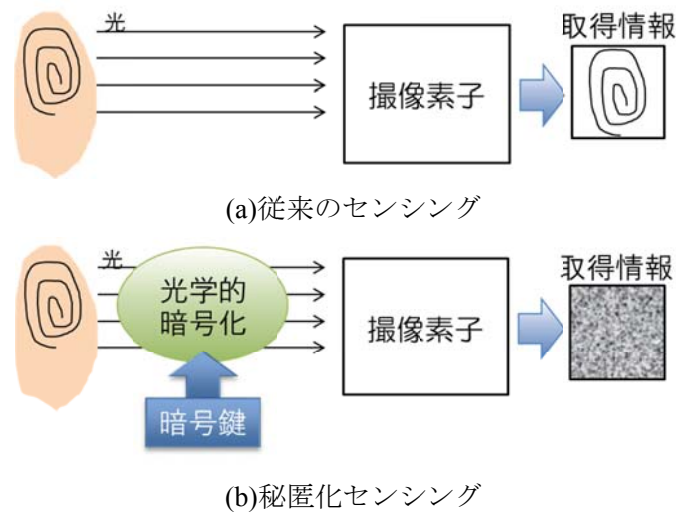 光
取得情報
撮像素子
(a)従来のセンシング
光
取得情報
光学的
暗号化
撮像素子
暗号鍵
(b)秘匿化センシング